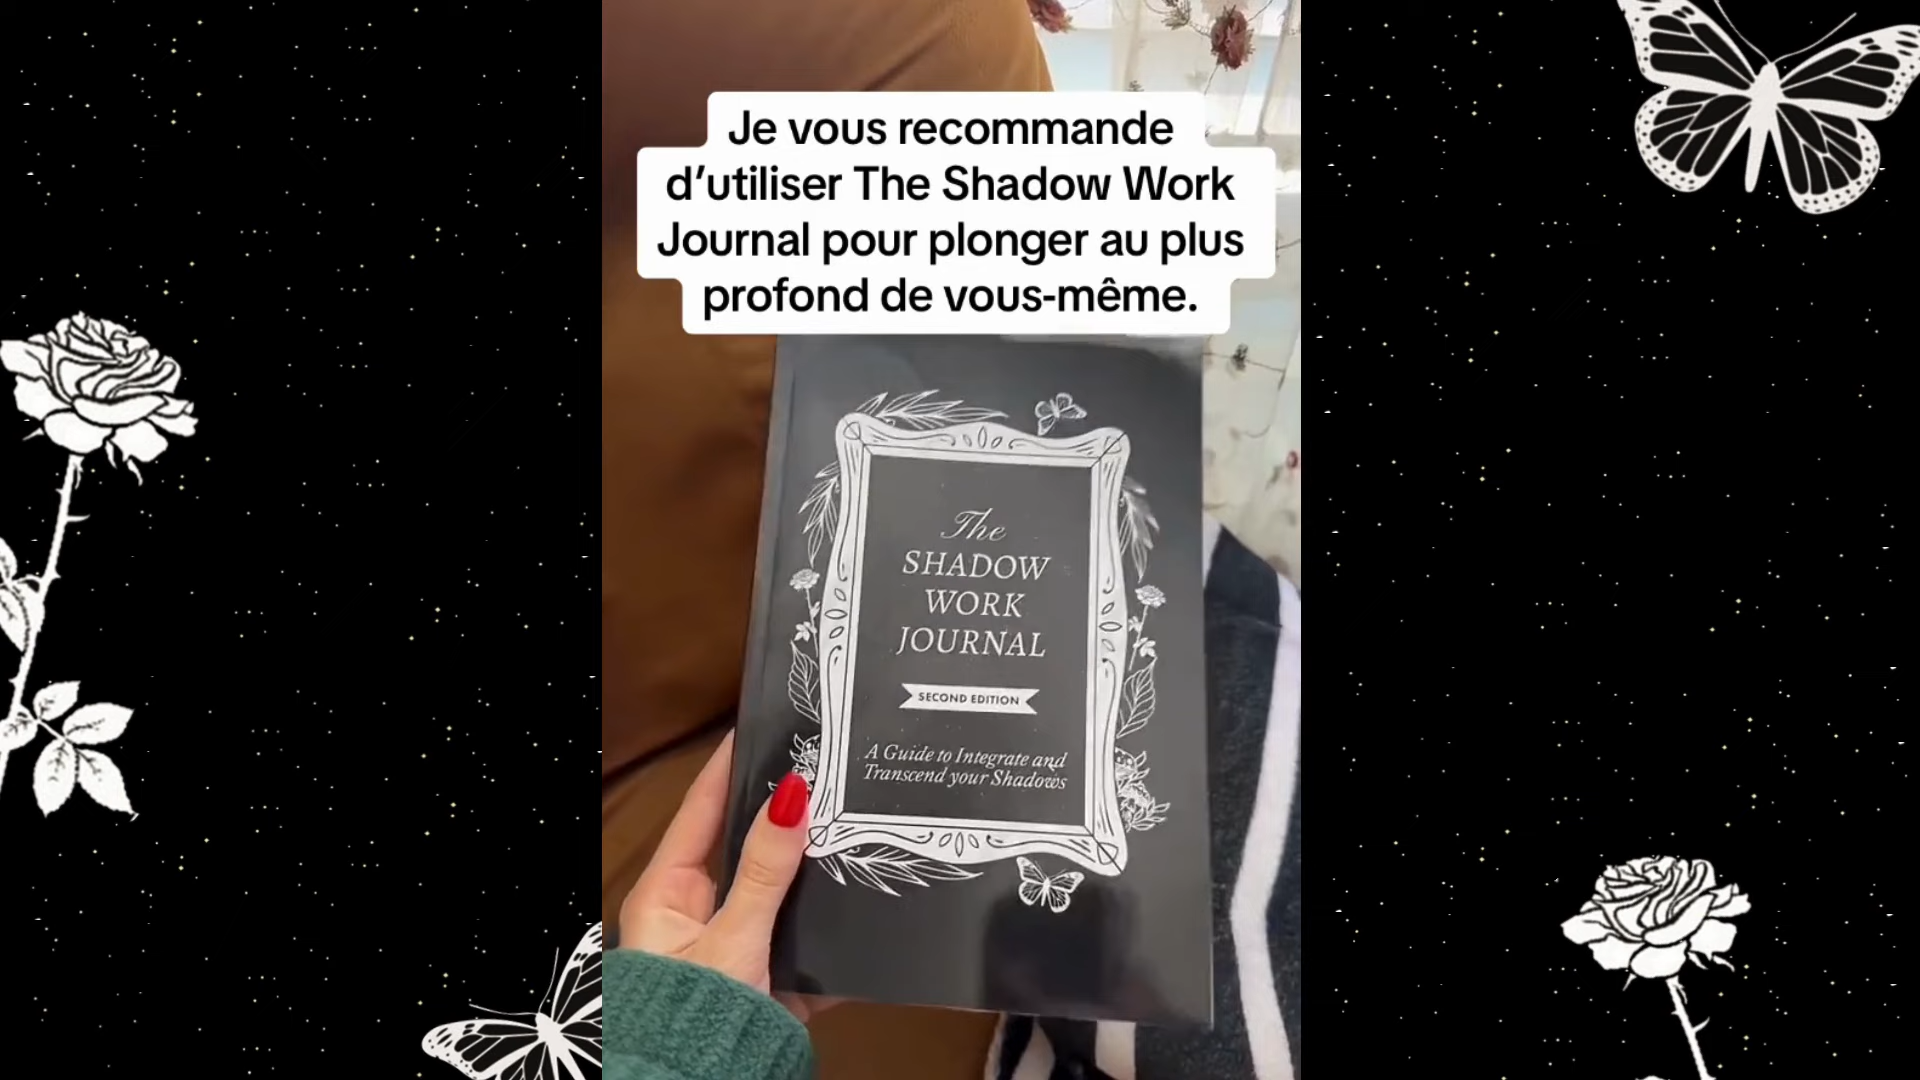 Je vous recommande
d’utiliser The Shadow Work
Journal pour plonger au plus
profond de vous-même.
The
SHADOW
WORK
JOURNAL
SECOND EDITION
A Guide to Integrate and
Transcend your Shadows